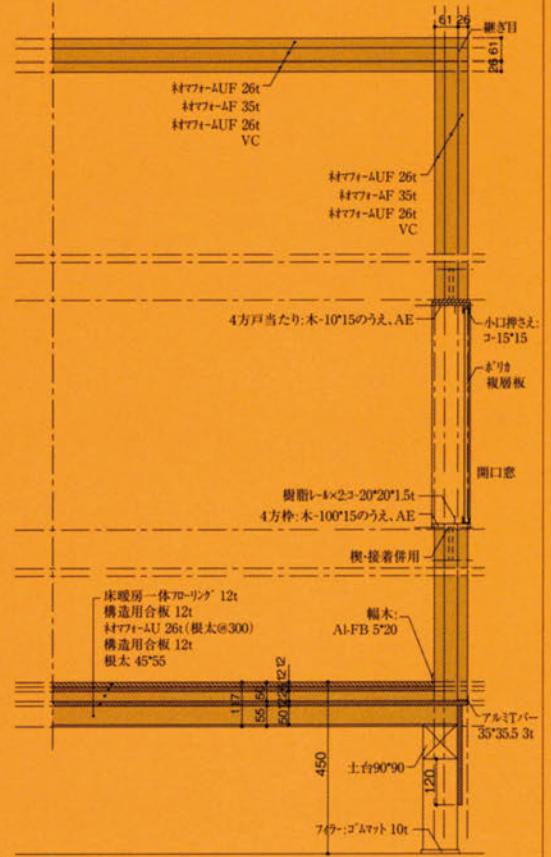 61 26
継ぎ目
26 61
ネオマフォームUF 26t
ネオマフォームF 35t
ネオマフォームUF 26t
VC
ネオマフォームUF 26t
ネオマフォームF 35t
ネオマフォームUF 26t
VC
4方戸当たり:木-10*15のうえ、AE
小口押さえ:
コ-15*15
ポリカ
複層板
開口窓
樹脂レール×2:コ-20*20*1.5t
4方枠:木-100*15のうえ、AE
楔・接着併用
床暖房一体フローリング 12t
構造用合板 12t
ネオマフォームU 26t(根太@300)
構造用合板 12t
根太 45*55
幅木:
Al-FB 5*20
117
55 50
50 12 26 12 12
450
アルミTバー
35*35.5 3t
土台90*90
120
フィラー:ゴムマット 10t